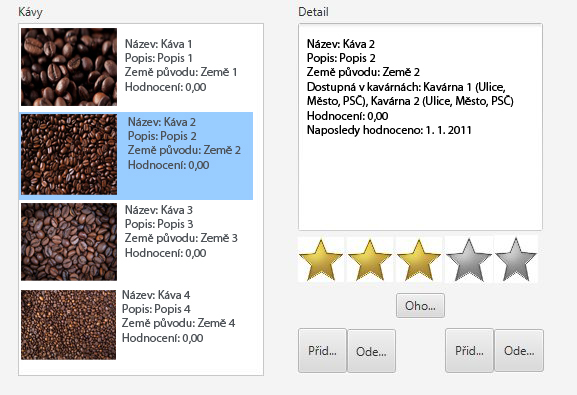 Kávy
Název: Káva 1
Popis: Popis 1
Země původu: Země 1
Hodnocení: 0,00
Název: Káva 2
Popis: Popis 2
Země původu: Země 2
Hodnocení: 0,00
Název: Káva 3
Popis: Popis 3
Země původu: Země 3
Hodnocení: 0,00
Název: Káva 4
Popis: Popis 4
Země původu: Země 4
Hodnocení: 0,00
Detail
Název: Káva 2
Popis: Popis 2
Země původu: Země 2
Dostupná v kavárnách: Kavárna 1 (Ulice,
Město, PSČ), Kavárna 2 (Ulice, Město, PSČ)
Hodnocení: 0,00
Naposledy hodnoceno: 1. 1. 2011
Oho...
Přid...
Ode...
Přid...
Ode...